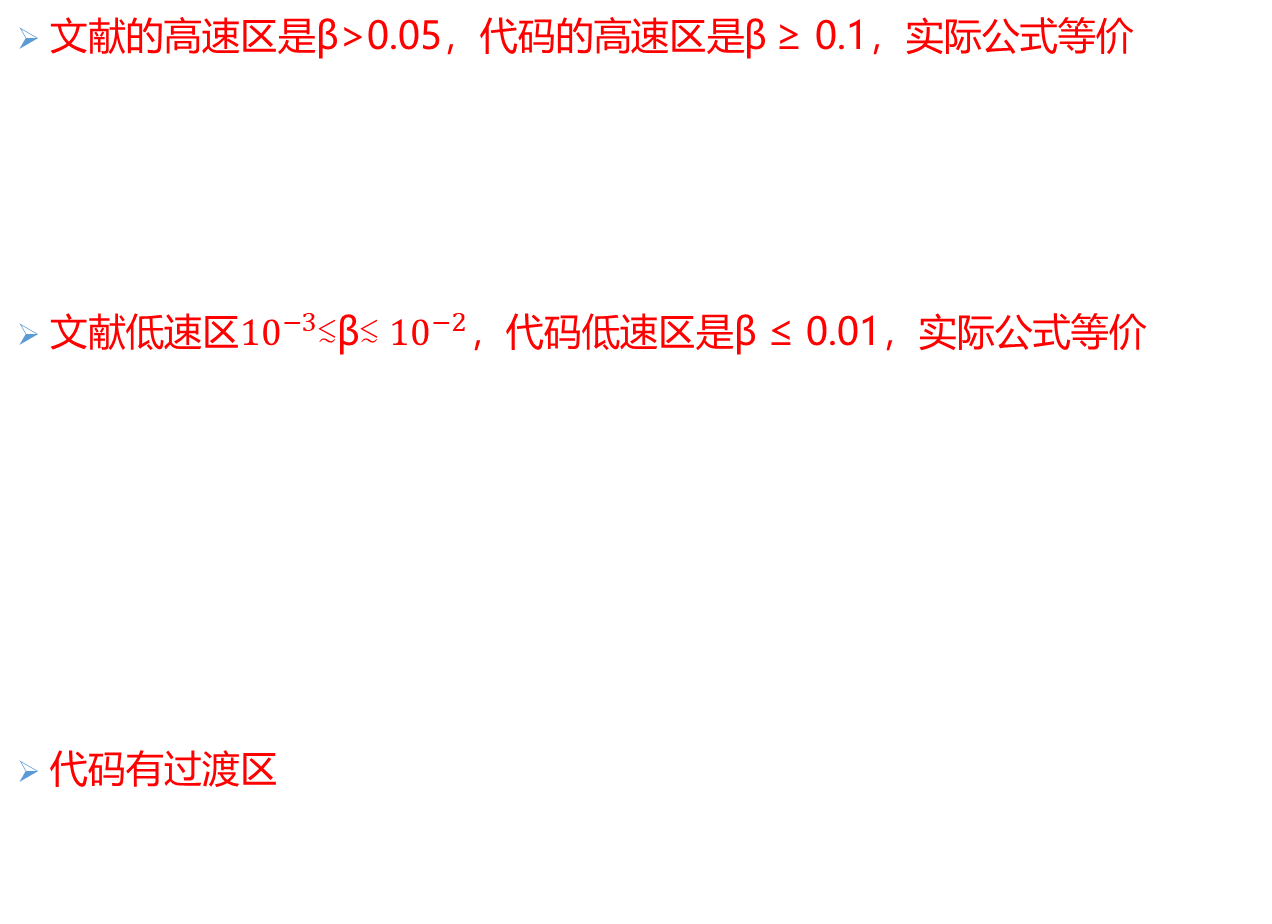 ➢ 文献的高速区是β>0.05，代码的高速区是β ≥ 0.1，实际公式等价
➢ 文献低速区10⁻³≲β≲ 10⁻²，代码低速区是β ≤ 0.01，实际公式等价
➢ 代码有过渡区